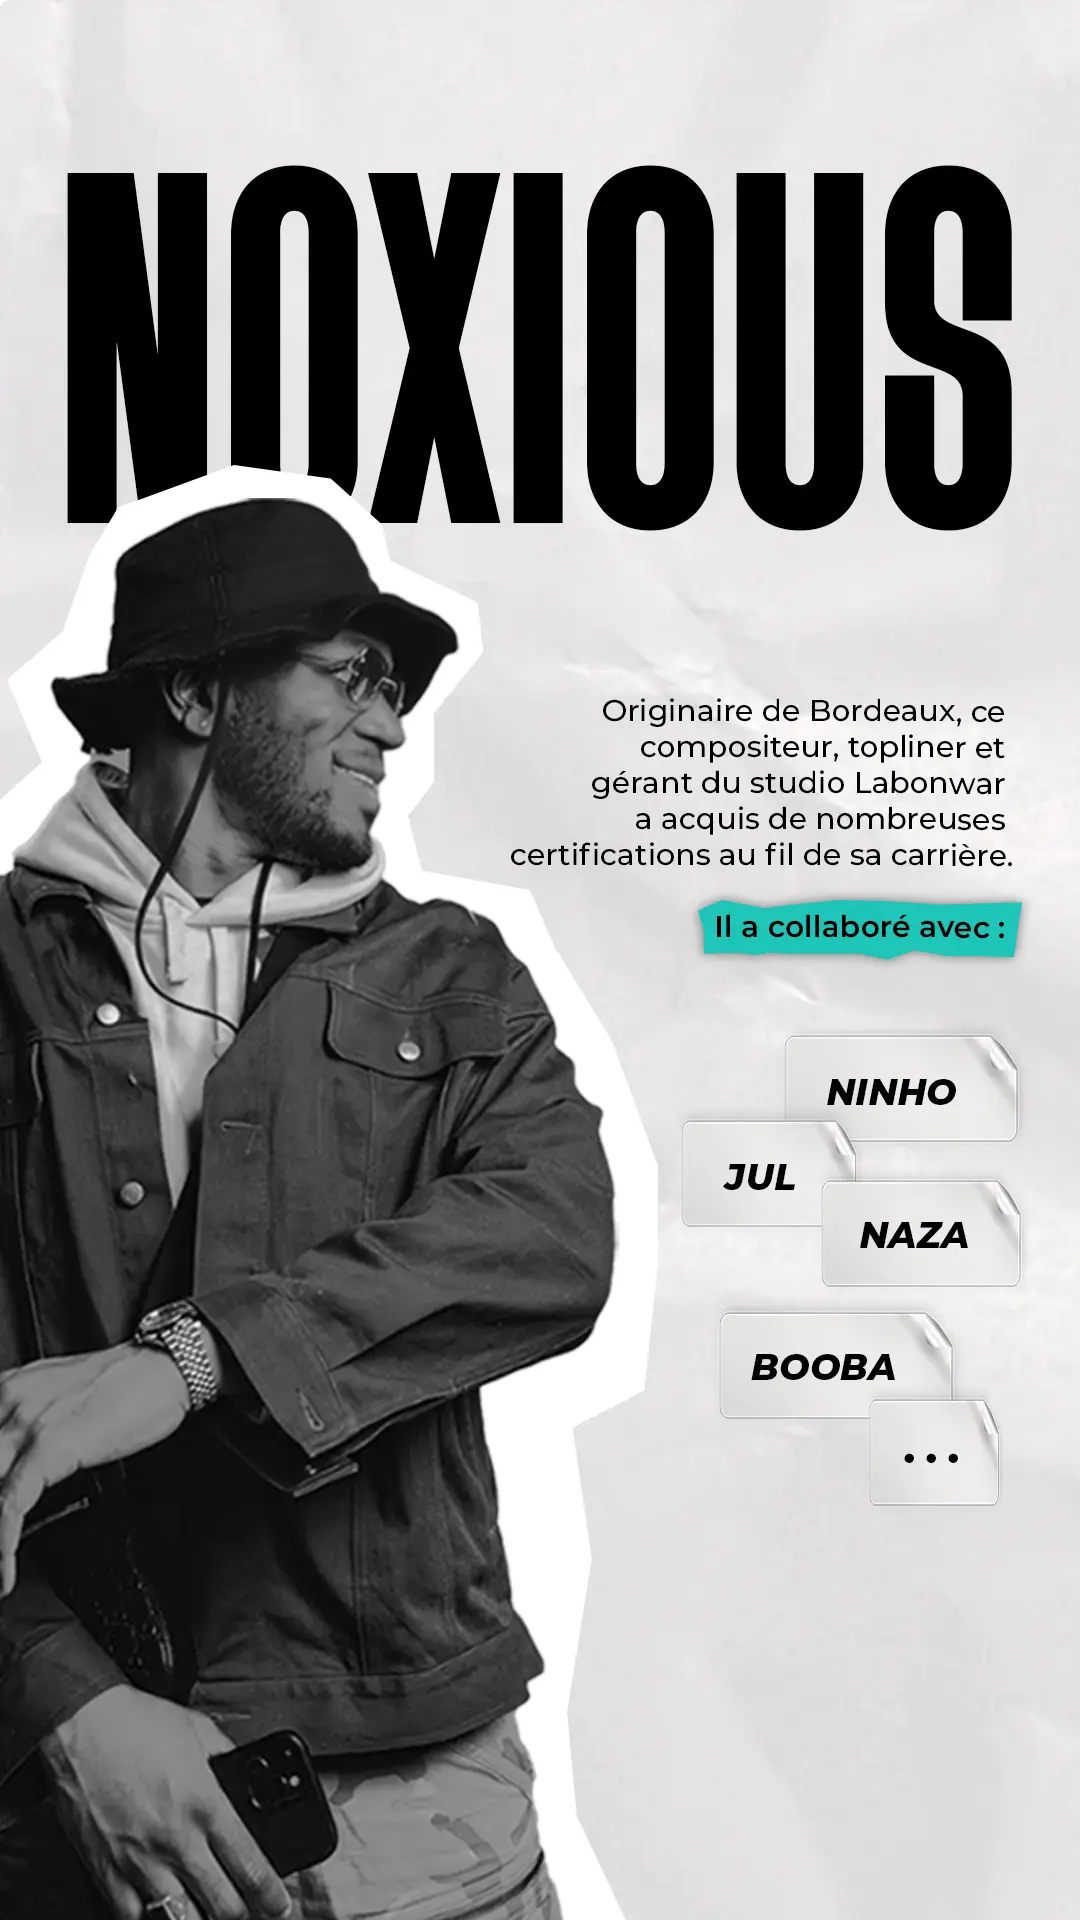 NOXIOUS
Originaire de Bordeaux, ce
compositeur, topliner et
gérant du studio Labonwar
a acquis de nombreuses
certifications au fil de sa carrière.
Il a collaboré avec :
NINHO
JUL
NAZA
BOOBA
...